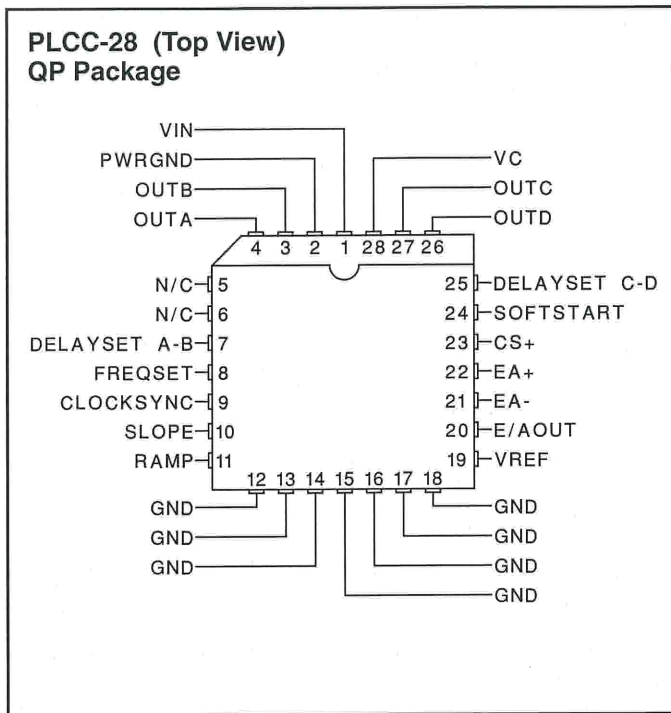 PLCC-28 (Top View)
QP Package
VIN
PWRGND
VC
OUTB
OUTC
OUTA
OUTD
4 3 2 1 28 27 26
N/C 5
25 DELAYSET C-D
N/C 6
24 SOFTSTART
DELAYSET A-B 7
23 CS+
FREQSET 8
22 EA+
CLOCKSYNC 9
21 EA-
SLOPE 10
20 E/AOUT
RAMP 11
19 VREF
12 13 14 15 16 17 18
GND
GND
GND
GND
GND
GND
GND